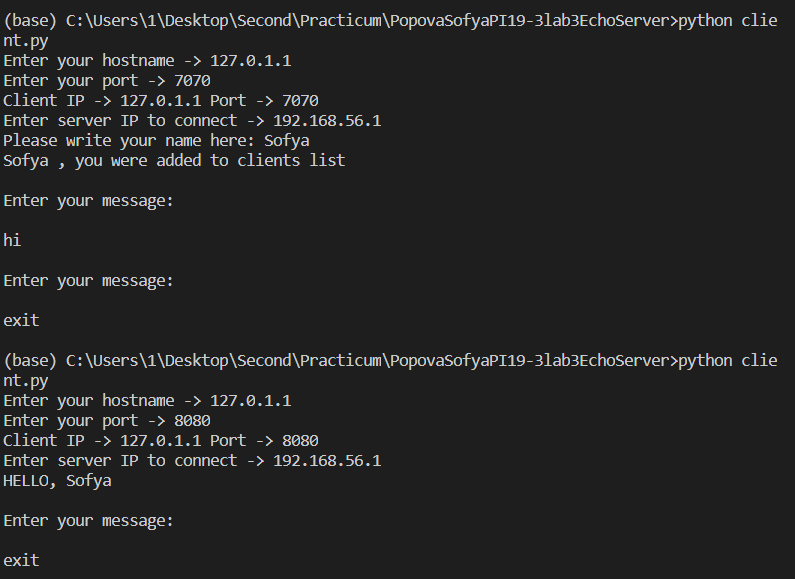 (base) C:\Users\1\Desktop\Second\Practicum\PopovaSofyaPI19-3lab3EchoServer>python clie
nt.py
Enter your hostname -> 127.0.1.1
Enter your port -> 7070
Client IP -> 127.0.1.1 Port -> 7070
Enter server IP to connect -> 192.168.56.1
Please write your name here: Sofya
Sofya , you were added to clients list
Enter your message:
hi
Enter your message:
exit
(base) C:\Users\1\Desktop\Second\Practicum\PopovaSofyaPI19-3lab3EchoServer>python clie
nt.py
Enter your hostname -> 127.0.1.1
Enter your port -> 8080
Client IP -> 127.0.1.1 Port -> 8080
Enter server IP to connect -> 192.168.56.1
HELLO, Sofya
Enter your message:
exit